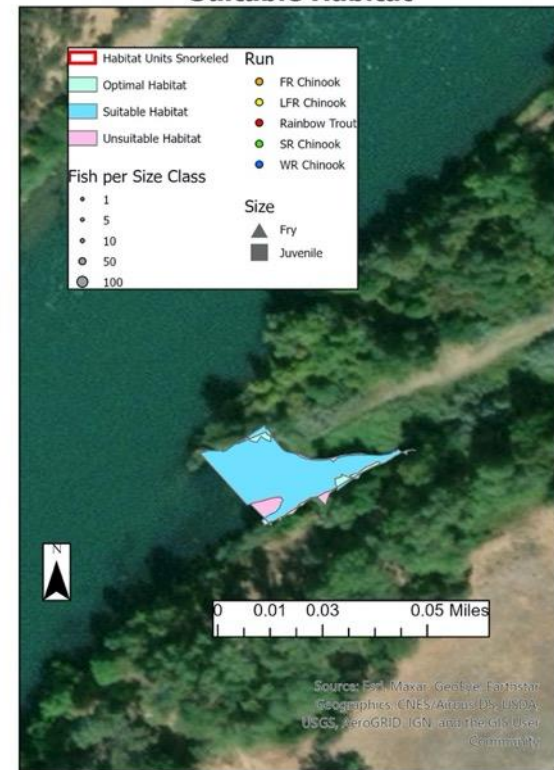 Suitable Habitat
Habitat Units Snorkeled
Optimal Habitat
Suitable Habitat
Unsuitable Habitat
Fish per Size Class
1
5
10
50
100
Run
FR Chinook
LFR Chinook
Rainbow Trout
SR Chinook
WR Chinook
Size
Fry
Juvenile
N
0 0.01 0.03 0.05 Miles
Source: Esri, Maxar, GeoEye, Earthstar
Geographics, CNES/Airbus DS, USDA,
USGS, AeroGRID, IGN, and the GIS User
Community